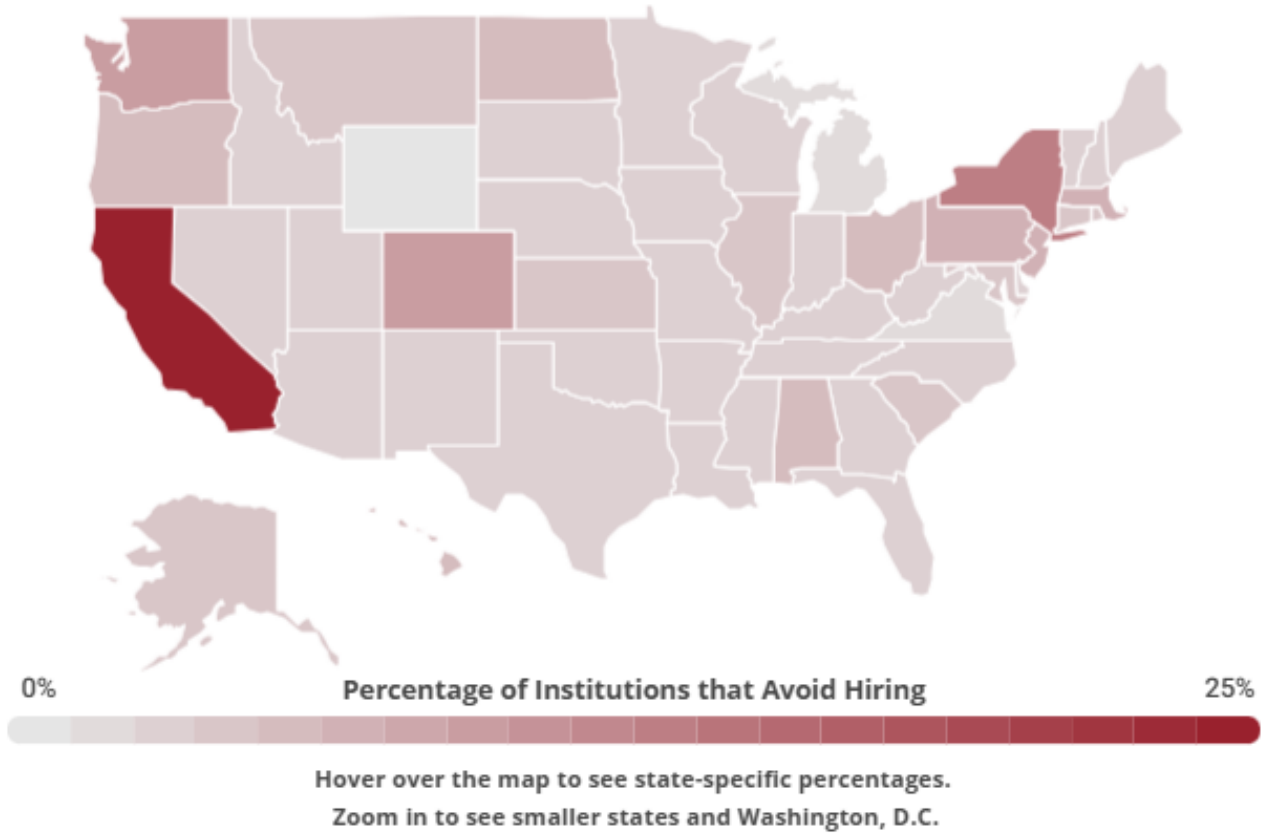 0%
Percentage of Institutions that Avoid Hiring
25%
Hover over the map to see state-specific percentages.
Zoom in to see smaller states and Washington, D.C.